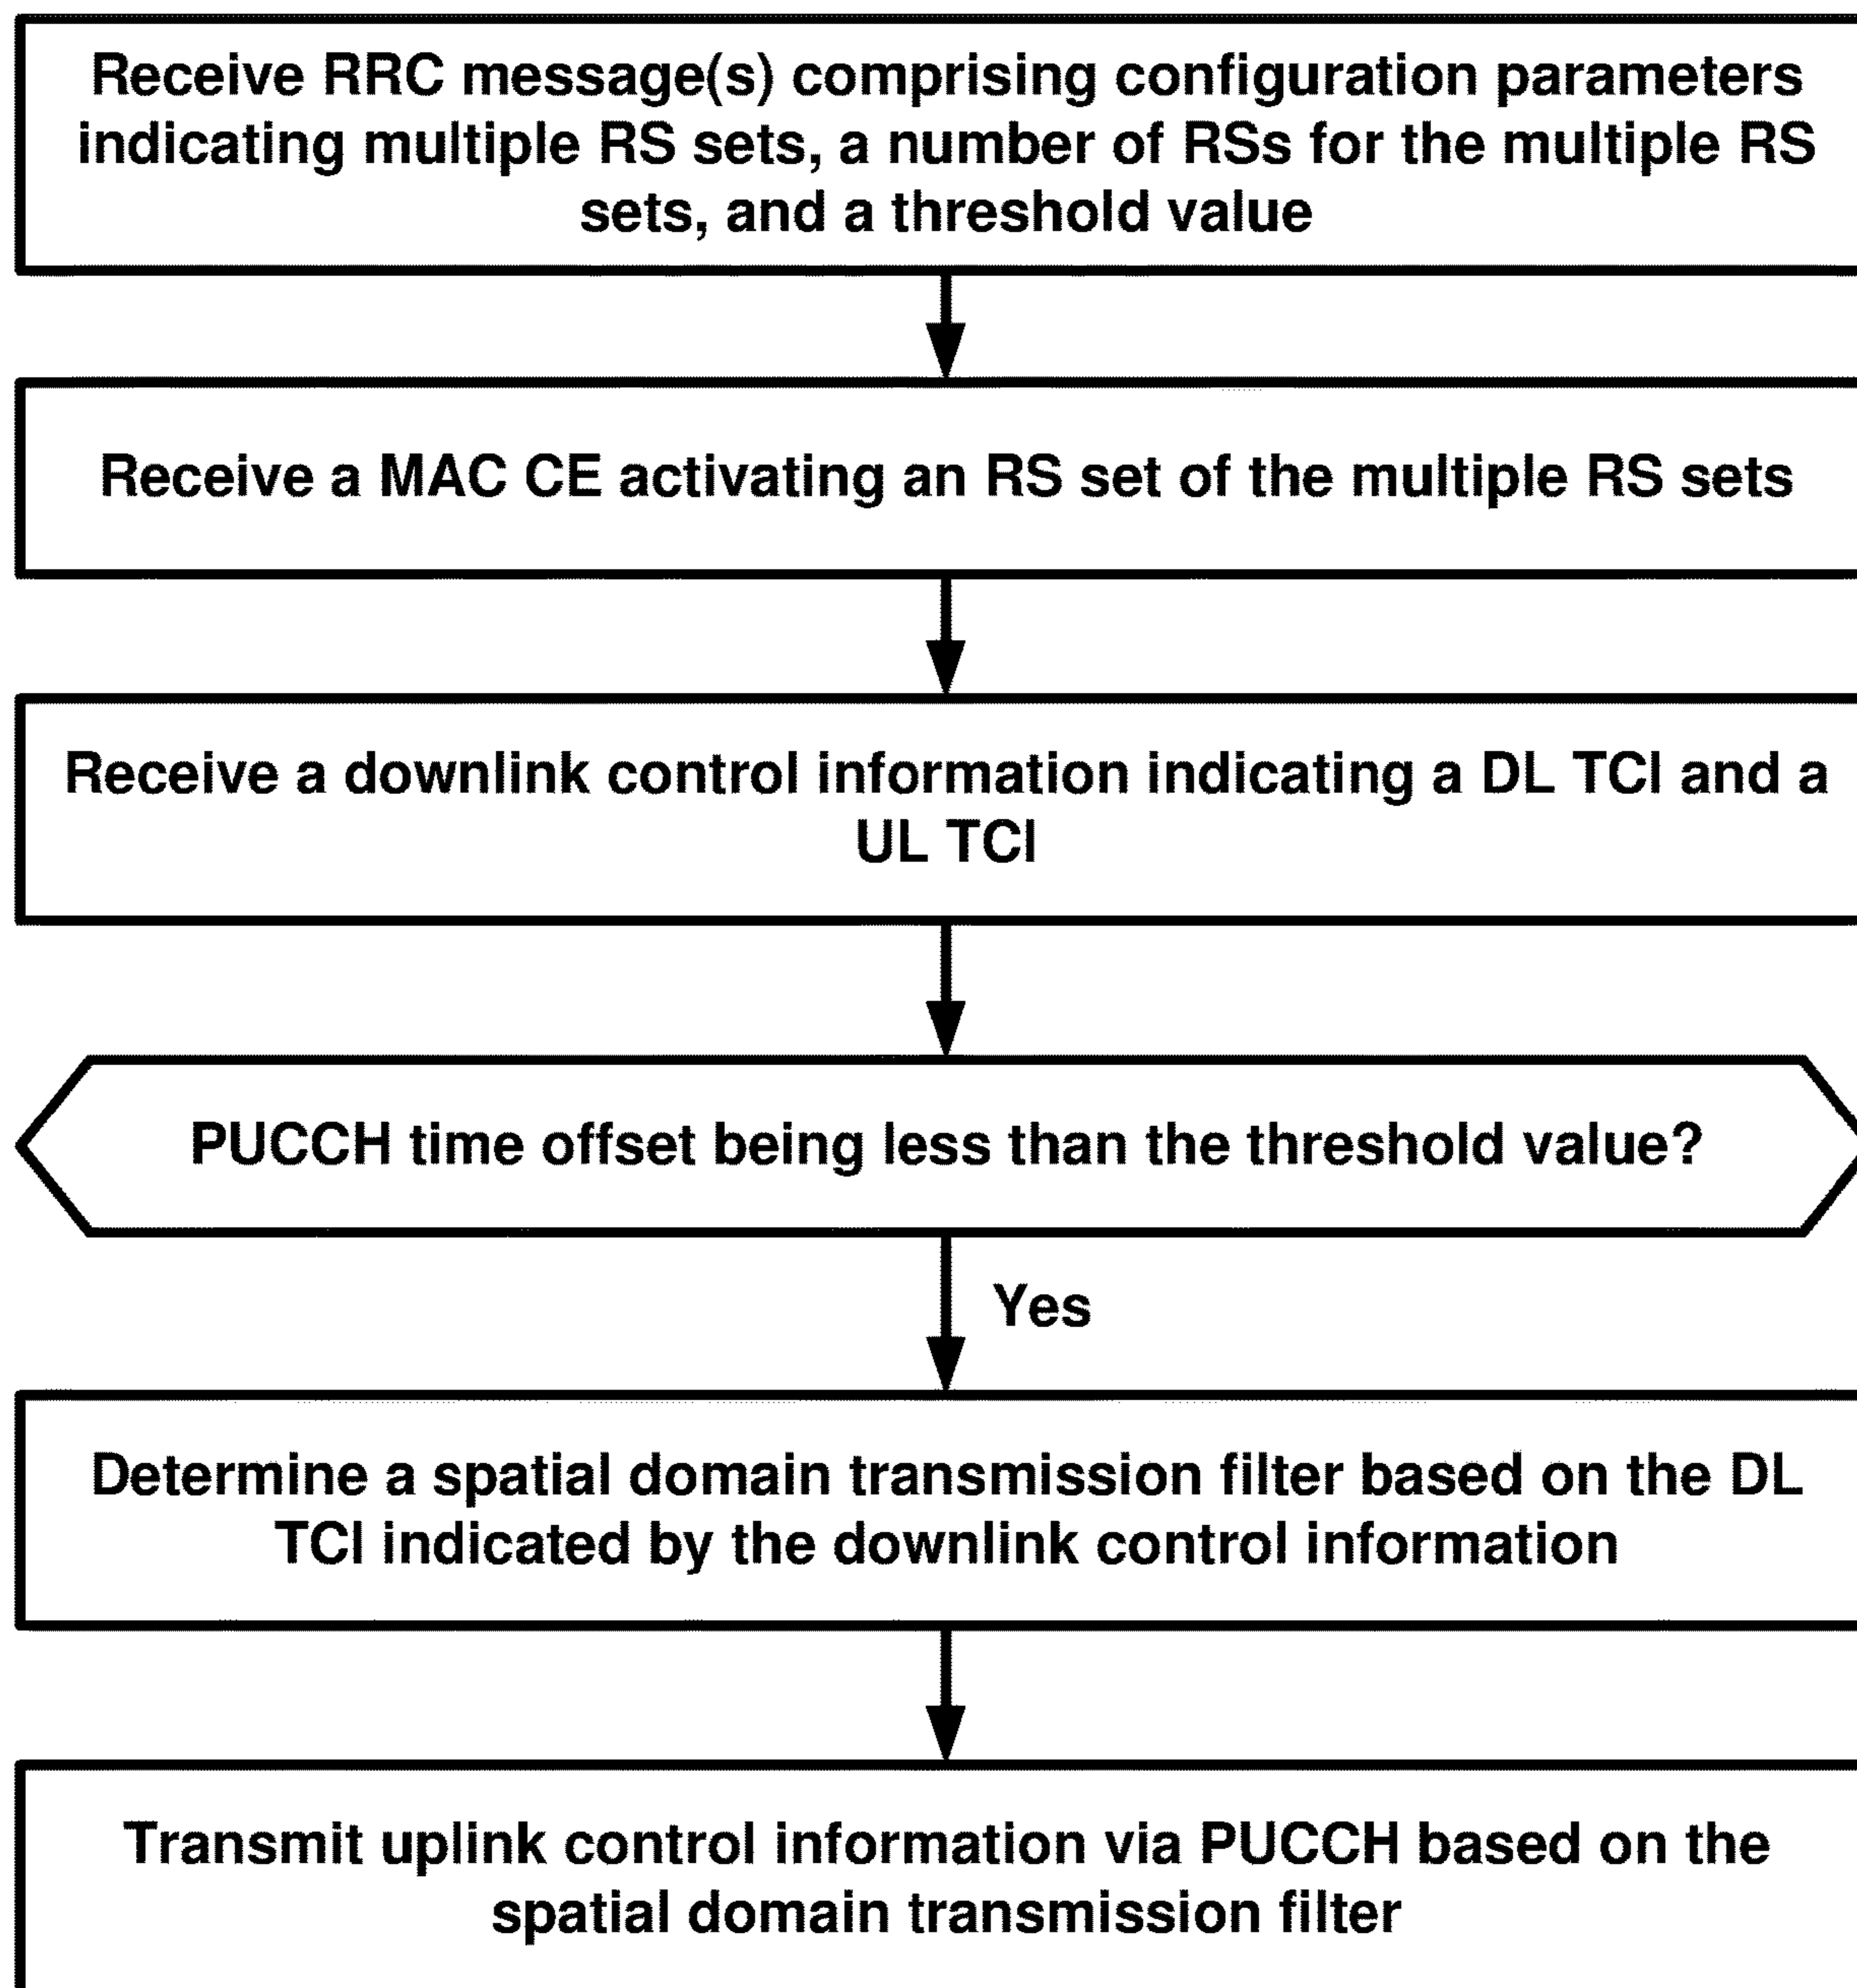 Receive RRC message(s) comprising configuration parameters
indicating multiple RS sets, a number of RSs for the multiple RS
sets, and a threshold value
Receive a MAC CE activating an RS set of the multiple RS sets
Receive a downlink control information indicating a DL TCI and a
UL TCI
PUCCH time offset being less than the threshold value?
Yes
Determine a spatial domain transmission filter based on the DL
TCI indicated by the downlink control information
Transmit uplink control information via PUCCH based on the
spatial domain transmission filter